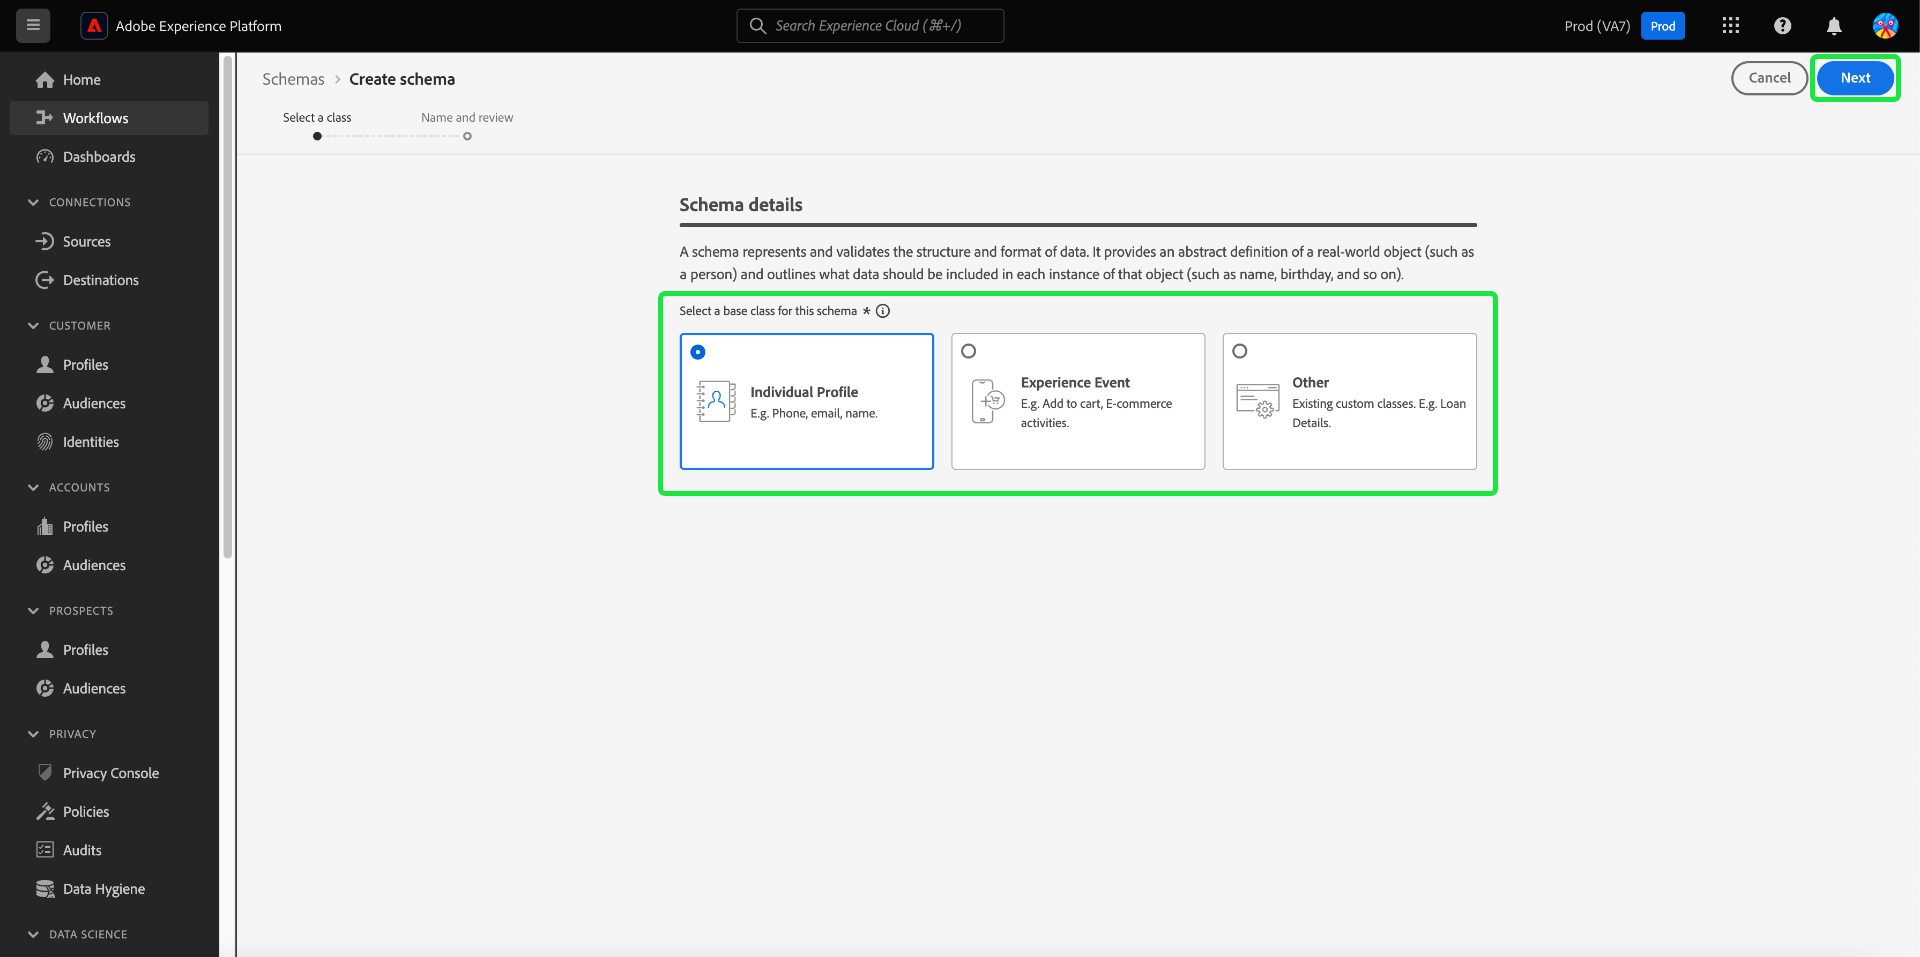 Adobe Experience Platform
Search Experience Cloud (⌘+/)
Prod (VA7)
Prod
Home
Workflows
Dashboards
CONNECTIONS
Sources
Destinations
CUSTOMER
Profiles
Audiences
Identities
ACCOUNTS
Profiles
Audiences
PROSPECTS
Profiles
Audiences
PRIVACY
Privacy Console
Policies
Audits
Data Hygiene
DATA SCIENCE
Schemas > Create schema
Cancel
Next
Select a class
Name and review
Schema details
A schema represents and validates the structure and format of data. It provides an abstract definition of a real-world object (such as
a person) and outlines what data should be included in each instance of that object (such as name, birthday, and so on).
Select a base class for this schema *
Individual Profile
E.g. Phone, email, name.
Experience Event
E.g. Add to cart, E-commerce
activities.
Other
Existing custom classes. E.g. Loan
Details.